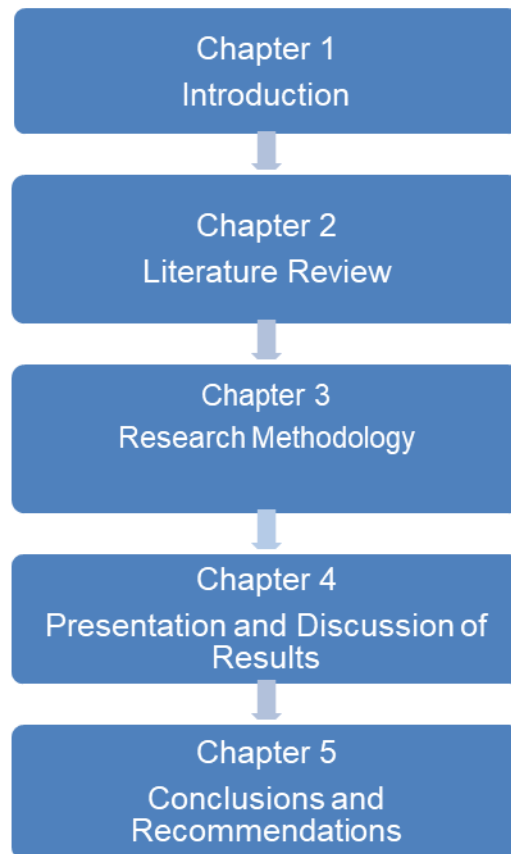 Chapter 1
Introduction
Chapter 2
Literature Review
Chapter 3
Research Methodology
Chapter 4
Presentation and Discussion of
Results
Chapter 5
Conclusions and
Recommendations